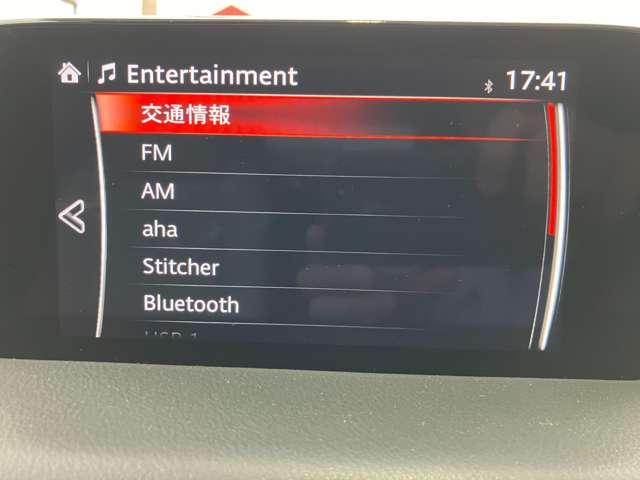 Entertainment 17:41
交通情報
FM
AM
aha
Stitcher
Bluetooth